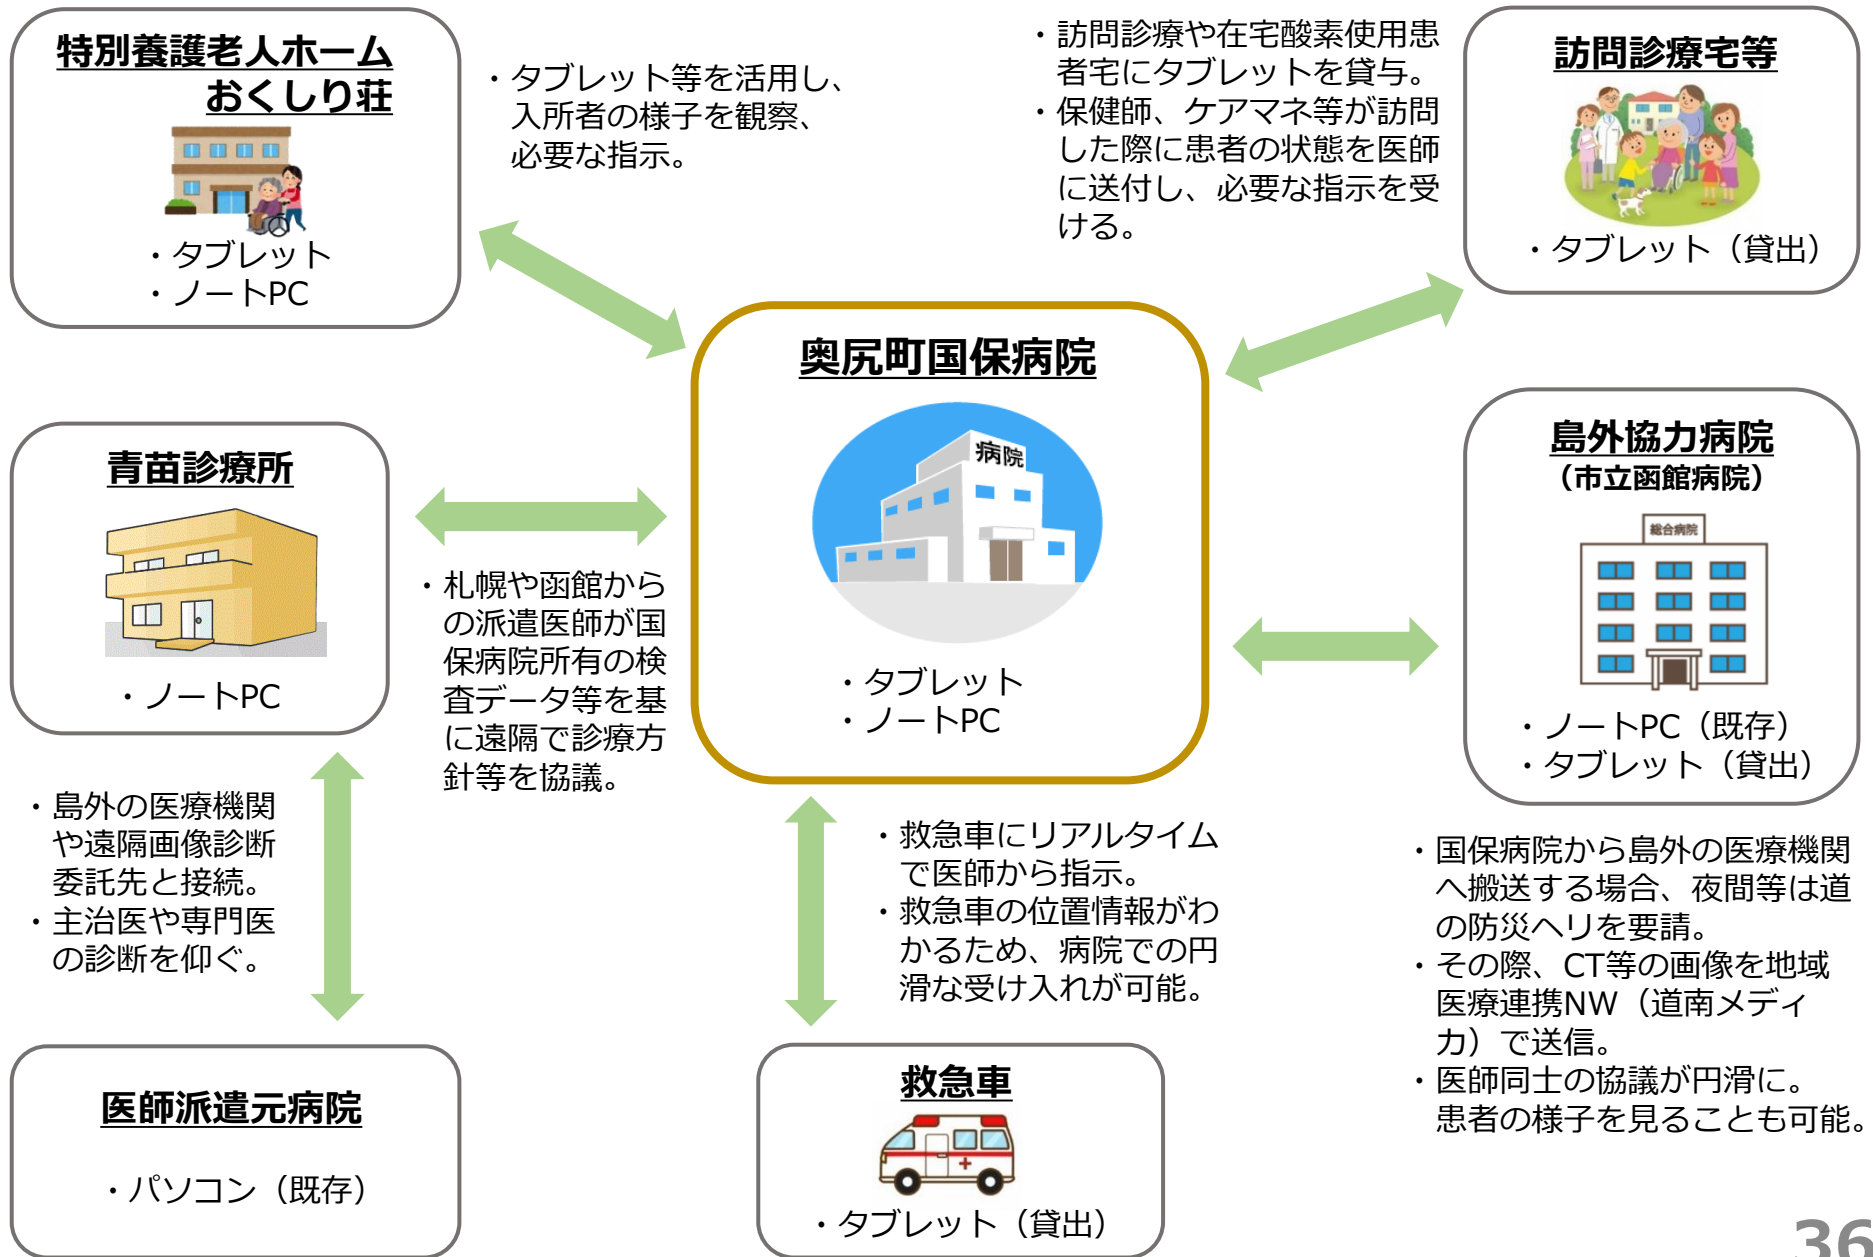 特別養護老人ホーム
おくしり荘
・タブレット
・ノートPC
・タブレット等を活用し、
入所者の様子を観察、
必要な指示。
・訪問診療や在宅酸素使用患
者宅にタブレットを貸与。
・保健師、ケアマネ等が訪問
した際に患者の状態を医師
に送付し、必要な指示を受
ける。
訪問診療宅等
・タブレット（貸出）
奥尻町国保病院
病院
・タブレット
・ノートPC
青苗診療所
・ノートPC
・札幌や函館から
の派遣医師が国
保病院所有の検
査データ等を基
に遠隔で診療方
針等を協議。
島外協力病院
（市立函館病院）
総合病院
・ノートPC（既存）
・タブレット（貸出）
・島外の医療機関
や遠隔画像診断
委託先と接続。
・主治医や専門医
の診断を仰ぐ。
・救急車にリアルタイム
で医師から指示。
・救急車の位置情報がわ
かるため、病院での円
滑な受け入れが可能。
・国保病院から島外の医療機関
へ搬送する場合、夜間等は道
の防災ヘリを要請。
・その際、CT等の画像を地域
医療連携NW（道南メディ
カ）で送信。
・医師同士の協議が円滑に。
患者の様子を見ることも可能。
医師派遣元病院
・パソコン（既存）
救急車
・タブレット（貸出）
36